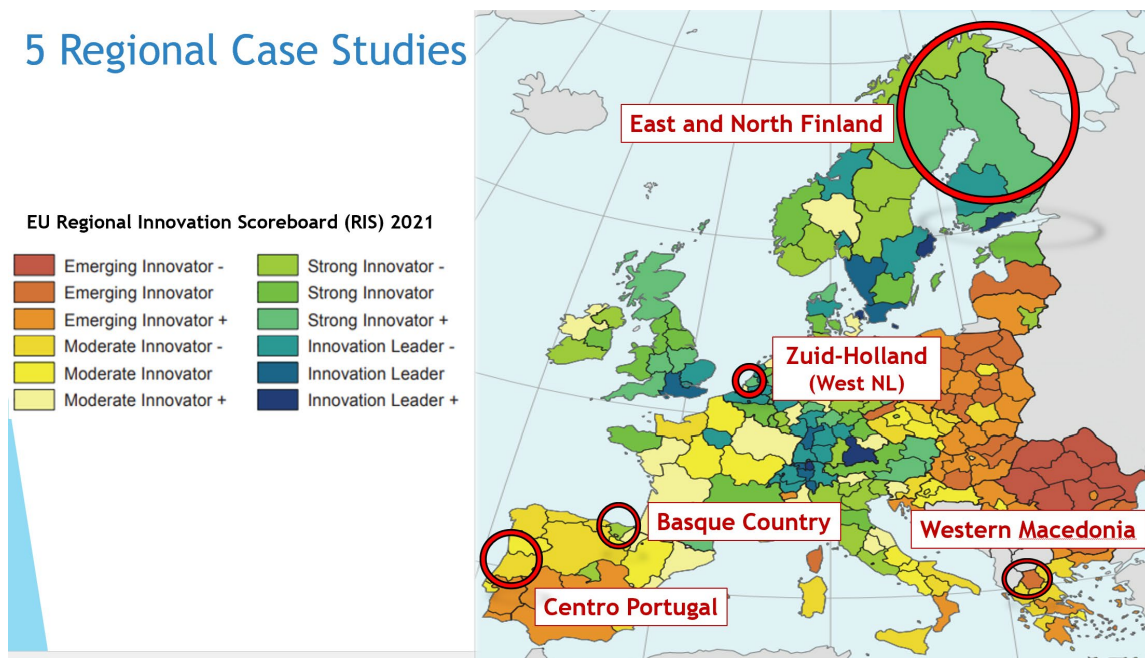 5 Regional Case Studies
EU Regional Innovation Scoreboard (RIS) 2021
Emerging Innovator -
Emerging Innovator
Emerging Innovator +
Moderate Innovator -
Moderate Innovator
Moderate Innovator +
Strong Innovator -
Strong Innovator
Strong Innovator +
Innovation Leader -
Innovation Leader
Innovation Leader +
East and North Finland
Zuid-Holland
(West NL)
Basque Country
Western Macedonia
Centro Portugal